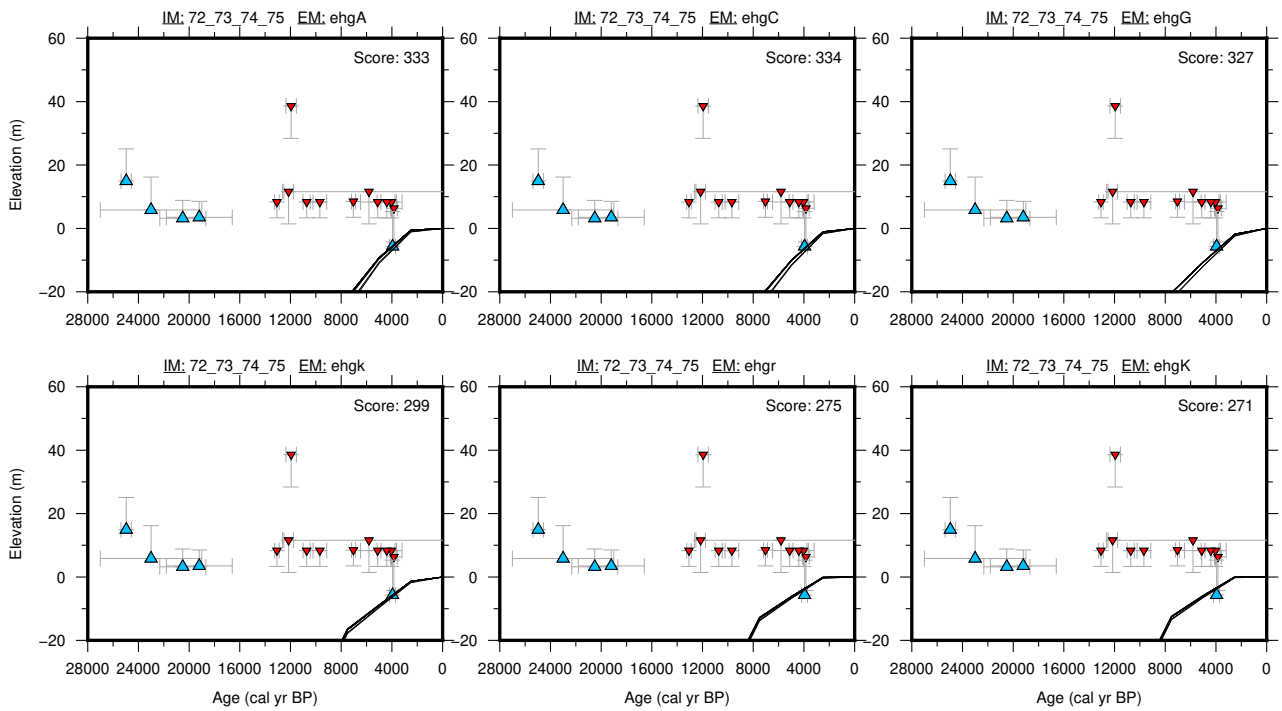 IM: 72_73_74_75 EM: ehgA
IM: 72_73_74_75 EM: ehgC
IM: 72_73_74_75 EM: ehgG
Score: 333
Score: 334
Score: 327
Elevation (m)
60
40
20
0
−20
60
40
20
0
−20
60
40
20
0
−20
28000 24000 20000 16000 12000 8000 4000 0
28000 24000 20000 16000 12000 8000 4000 0
28000 24000 20000 16000 12000 8000 4000 0
IM: 72_73_74_75 EM: ehgk
IM: 72_73_74_75 EM: ehgr
IM: 72_73_74_75 EM: ehgK
Score: 299
Score: 275
Score: 271
Elevation (m)
60
40
20
0
−20
60
40
20
0
−20
60
40
20
0
−20
28000 24000 20000 16000 12000 8000 4000 0
28000 24000 20000 16000 12000 8000 4000 0
28000 24000 20000 16000 12000 8000 4000 0
Age (cal yr BP)
Age (cal yr BP)
Age (cal yr BP)